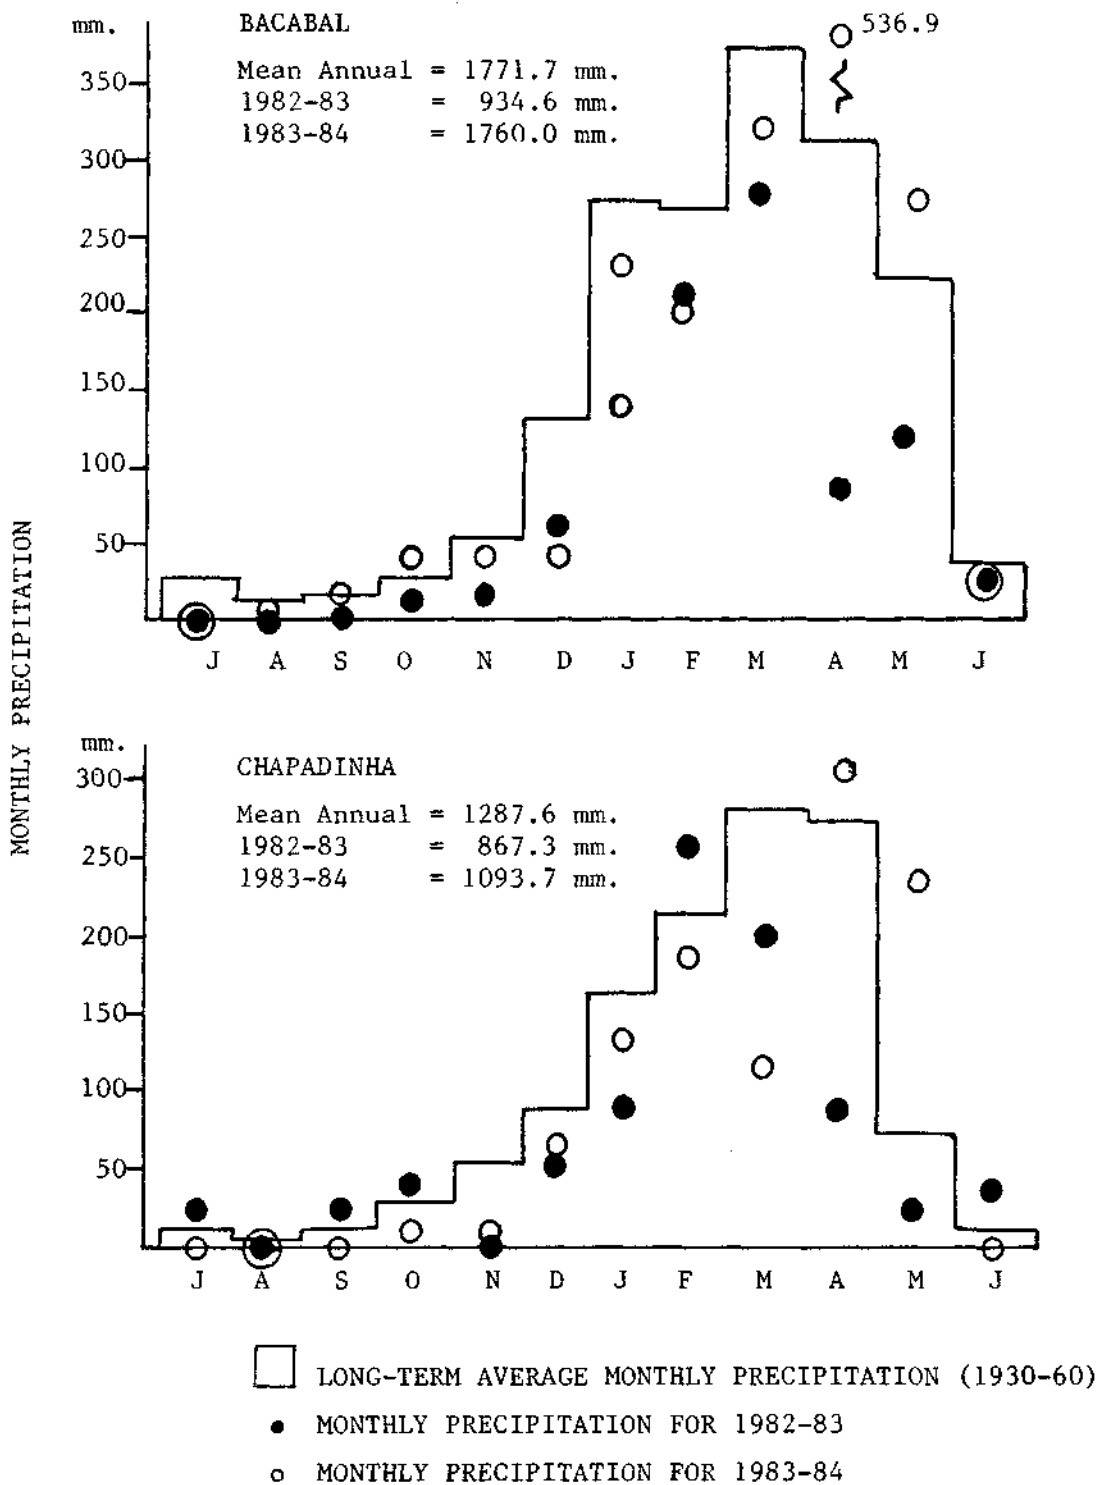 mm.
BACABAL
536.9
Mean Annual = 1771.7 mm.
1982-83 = 934.6 mm.
1983-84 = 1760.0 mm.
350
300
250
200
150
100
50
J A S O N D J F M A M J
MONTHLY PRECIPITATION
mm.
CHAPADINHA
Mean Annual = 1287.6 mm.
1982-83 = 867.3 mm.
1983-84 = 1093.7 mm.
300
250
200
150
100
50
J A S O N D J F M A M J
LONG-TERM AVERAGE MONTHLY PRECIPITATION (1930-60)
MONTHLY PRECIPITATION FOR 1982-83
MONTHLY PRECIPITATION FOR 1983-84